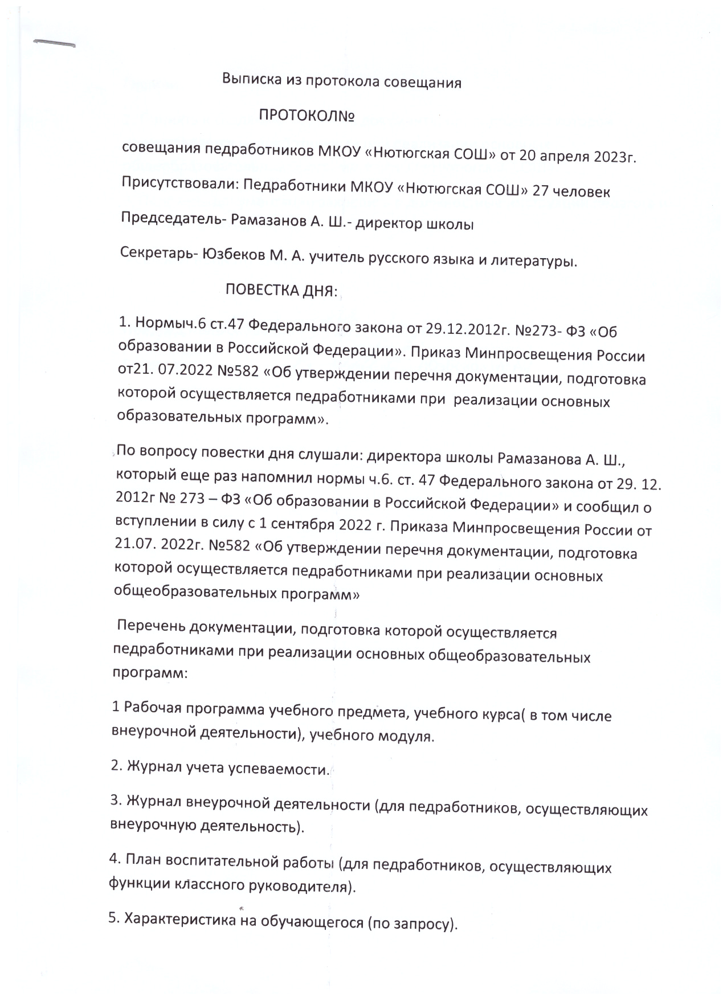 Выписка из протокола совещания
ПРОТОКОЛ№
совещания педработников МКОУ «Нютюгская СОШ» от 20 апреля 2023г.
Присутствовали: Педработники МКОУ «Нютюгская СОШ» 27 человек
Председатель- Рамазанов А. Ш.- директор школы
Секретарь- Юзбеков М. А. учитель русского языка и литературы.
ПОВЕСТКА ДНЯ:
1. Нормыч.6 ст.47 Федерального закона от 29.12.2012г. №273- ФЗ «Об
образовании в Российской Федерации». Приказ Минпросвещения России
от21. 07.2022 №582 «Об утверждении перечня документации, подготовка
которой осуществляется педработниками при  реализации основных
образовательных программ».
По вопросу повестки дня слушали: директора школы Рамазанова А. Ш.,
который еще раз напомнил нормы ч.6. ст. 47 Федерального закона от 29. 12.
2012г № 273 – ФЗ «Об образовании в Российской Федерации» и сообщил о
вступлении в силу с 1 сентября 2022 г. Приказа Минпросвещения России от
21.07. 2022г. №582 «Об утверждении перечня документации, подготовка
которой осуществляется педработниками при реализации основных
общеобразовательных программ»
Перечень документации, подготовка которой осуществляется
педработниками при реализации основных общеобразовательных
программ:
1 Рабочая программа учебного предмета, учебного курса( в том числе
внеурочной деятельности), учебного модуля.
2. Журнал учета успеваемости.
3. Журнал внеурочной деятельности (для педработников, осуществляющих
внеурочную деятельность).
4. План воспитательной работы (для педработников, осуществляющих
функции классного руководителя).
5. Характеристика на обучающегося (по запросу).